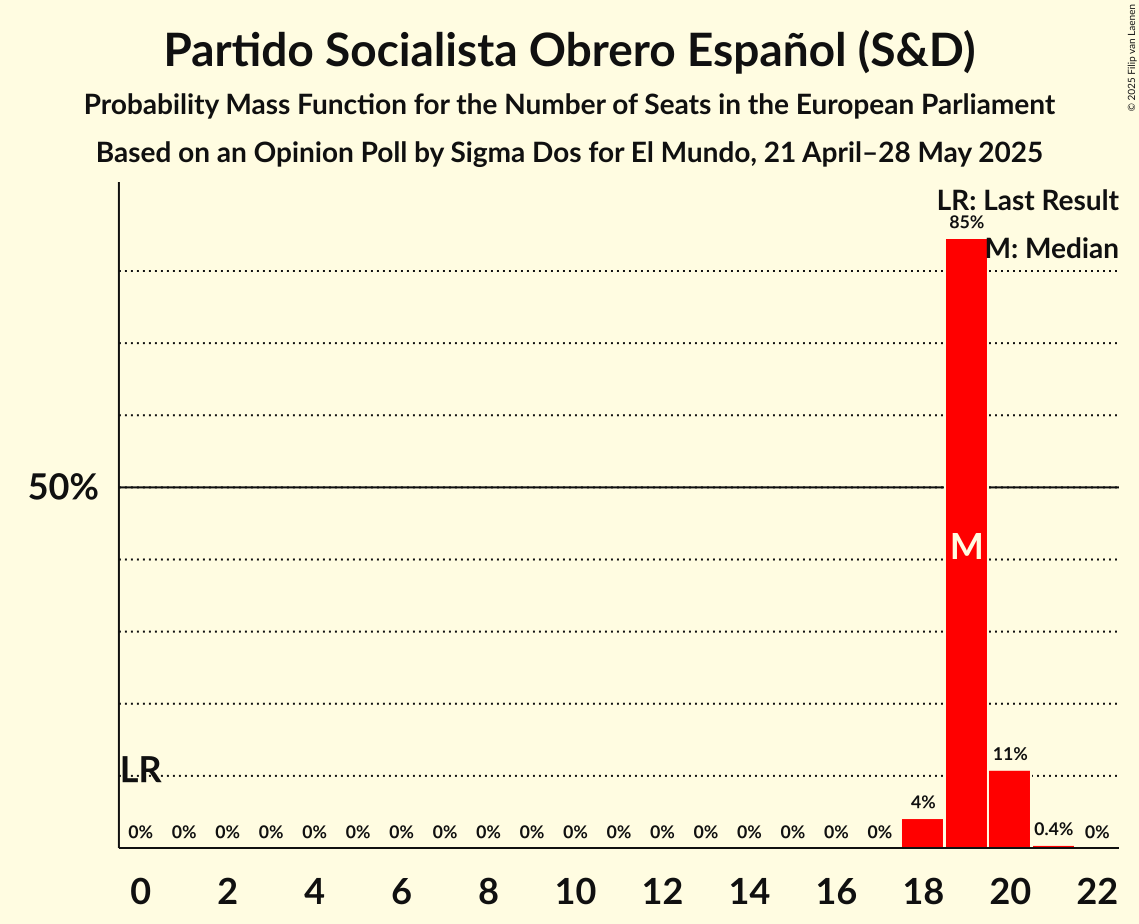 Partido Socialista Obrero Español (S&D)
Probability Mass Function for the Number of Seats in the European Parliament
Based on an Opinion Poll by Sigma Dos for El Mundo, 21 April–28 May 2025
© 2025 Filip van Laenen
LR: Last Result
85%
M: Median
50%
M
LR
11%
4%
0% 0% 0% 0% 0% 0% 0% 0% 0% 0% 0% 0% 0% 0% 0% 0% 0% 0% 0.4% 0%
0 2 4 6 8 10 12 14 16 18 20 22